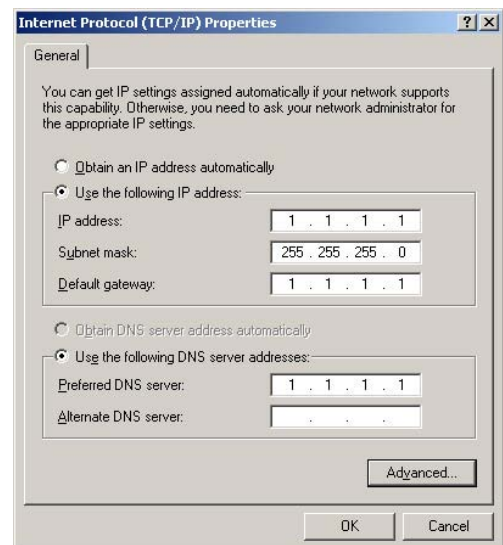 Internet Protocol (TCP/IP) Properties
General
You can get IP settings assigned automatically if your network supports
this capability. Otherwise, you need to ask your network administrator for
the appropriate IP settings.
Obtain an IP address automatically
Use the following IP address:
IP address: 1 . 1 . 1 . 1
Subnet mask: 255 . 255 . 255 . 0
Default gateway: 1 . 1 . 1 . 1
Obtain DNS server address automatically
Use the following DNS server addresses:
Preferred DNS server: 1 . 1 . 1 . 1
Alternate DNS server: . . .
Advanced...
OK Cancel